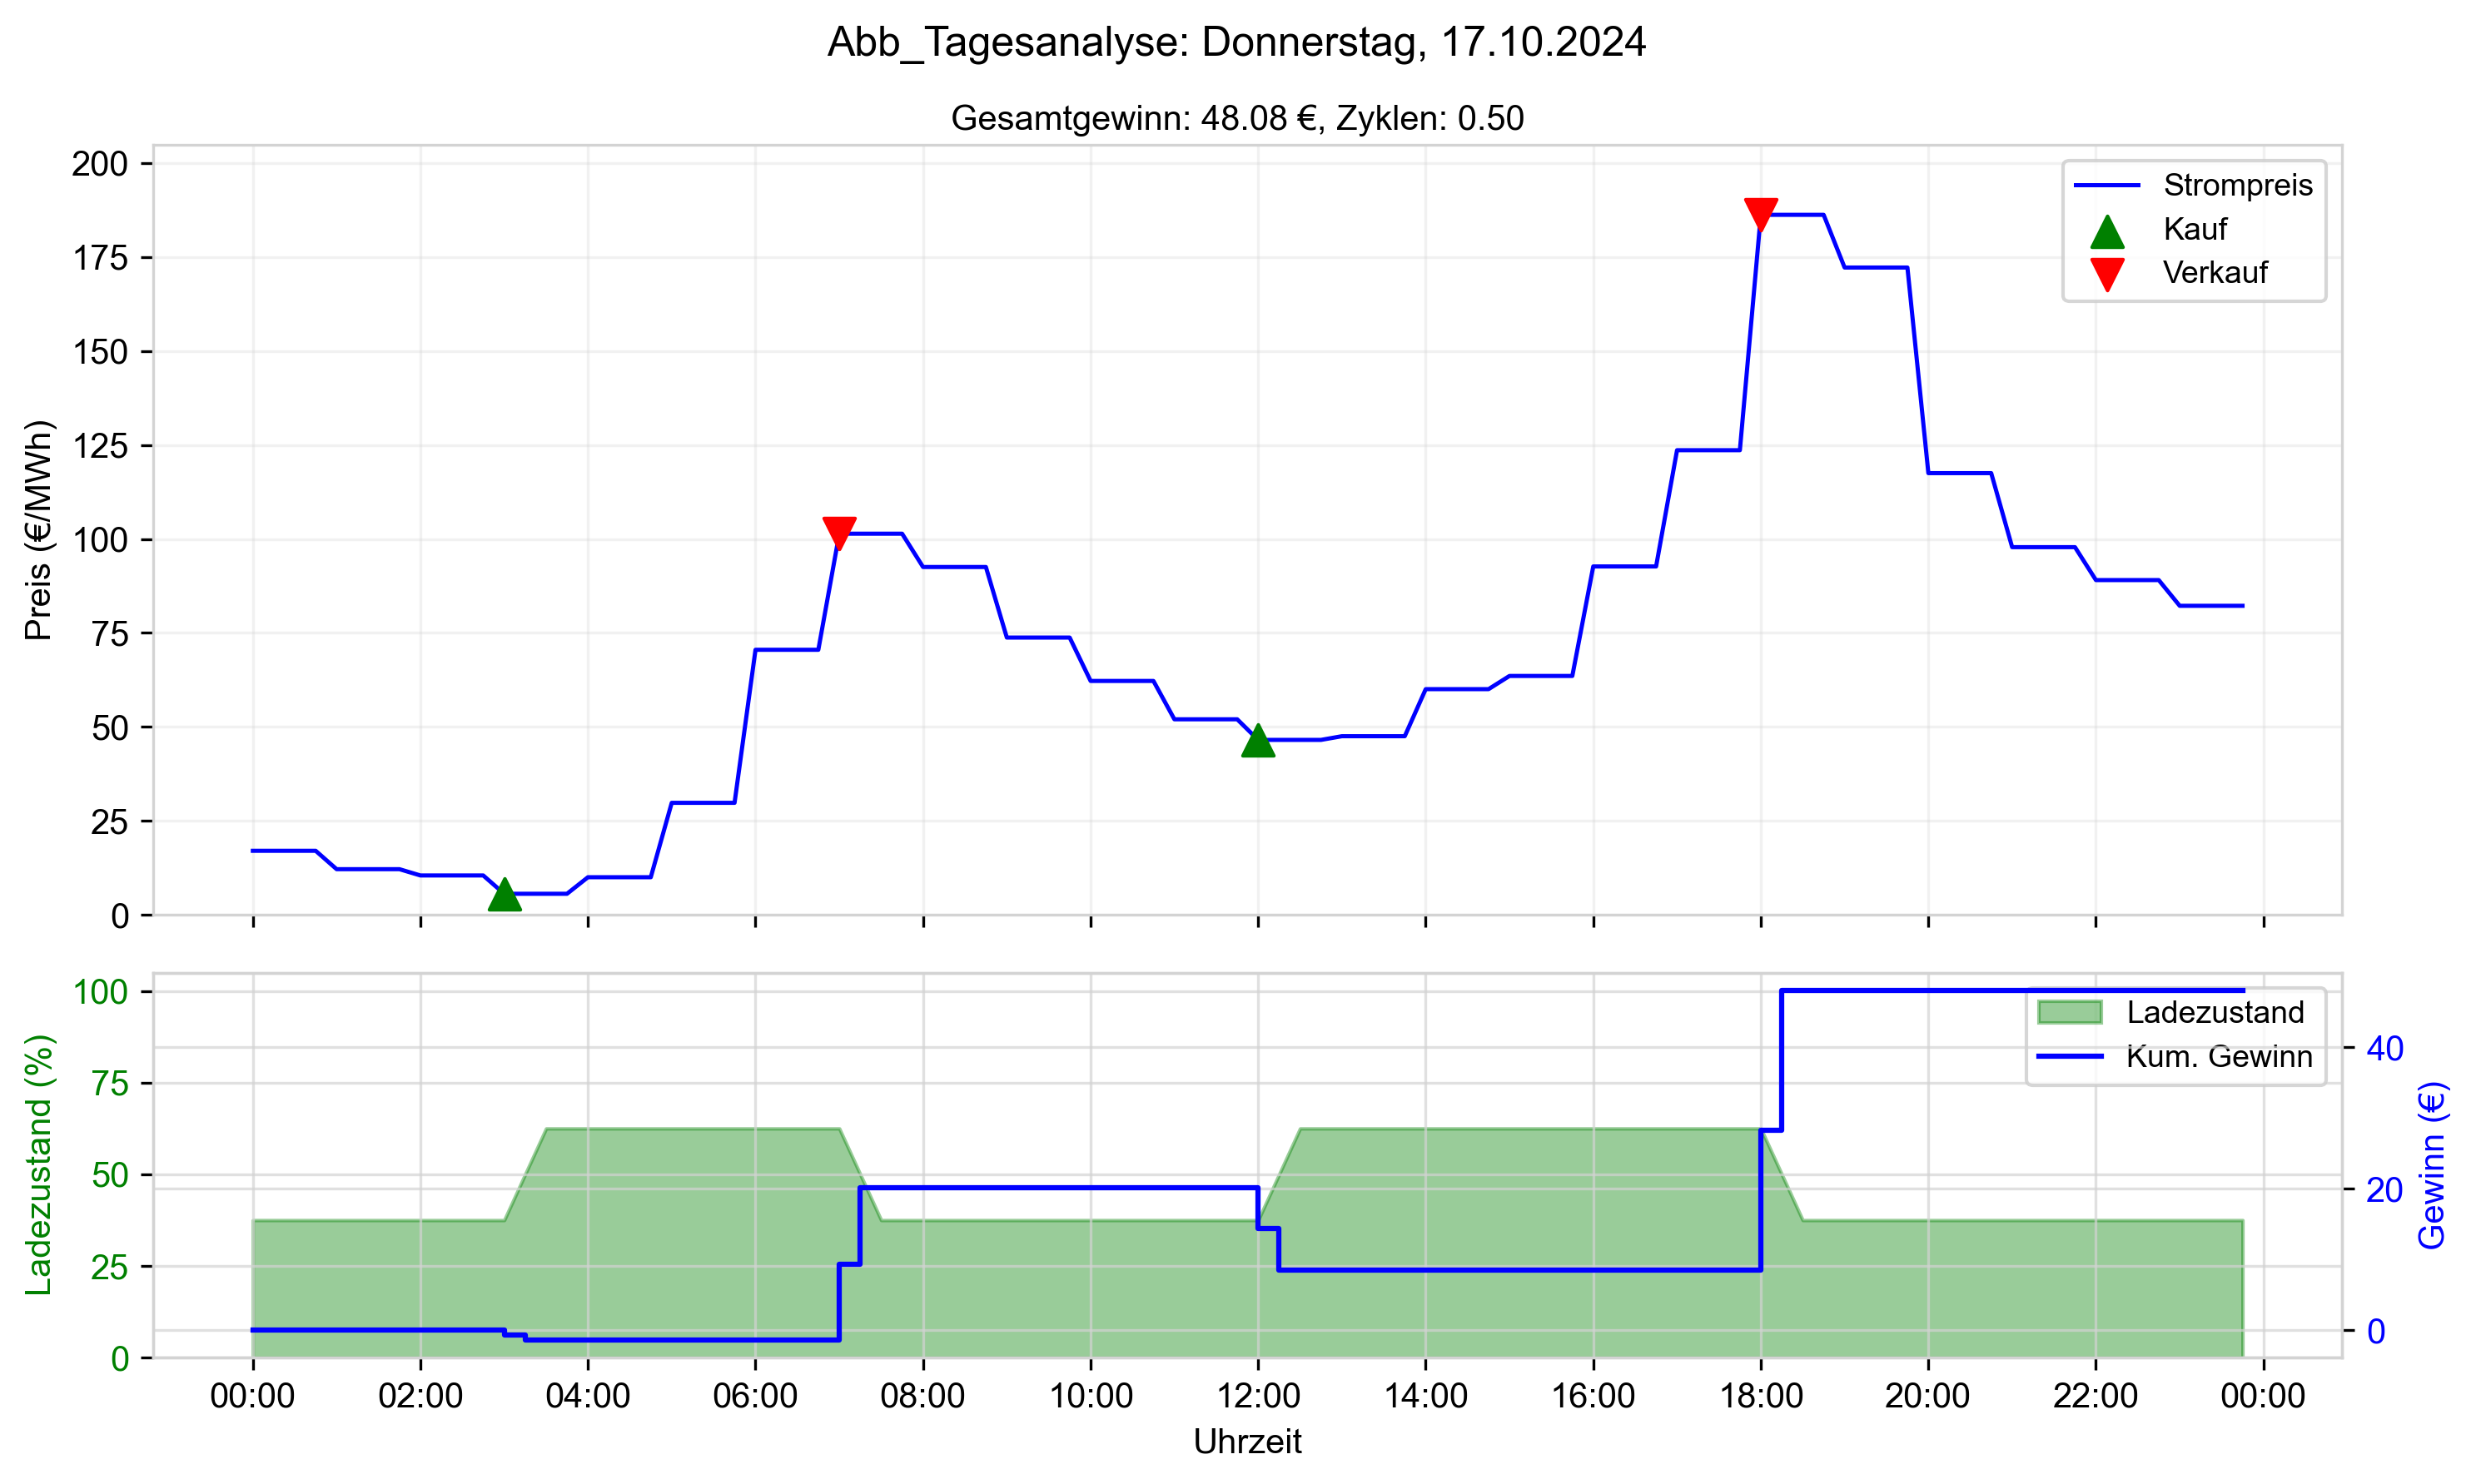 Abb_Tagesanalyse: Donnerstag, 17.10.2024
Gesamtgewinn: 48.08 €, Zyklen: 0.50
200
175
150
125
100
75
50
25
0
Preis (€/MWh)
Strompreis
Kauf
Verkauf
100
75
50
25
0
Ladezustand (%)
Ladezustand
Kum. Gewinn
40
20
0
Gewinn (€)
00:00 02:00 04:00 06:00 08:00 10:00 12:00 14:00 16:00 18:00 20:00 22:00 00:00
Uhrzeit